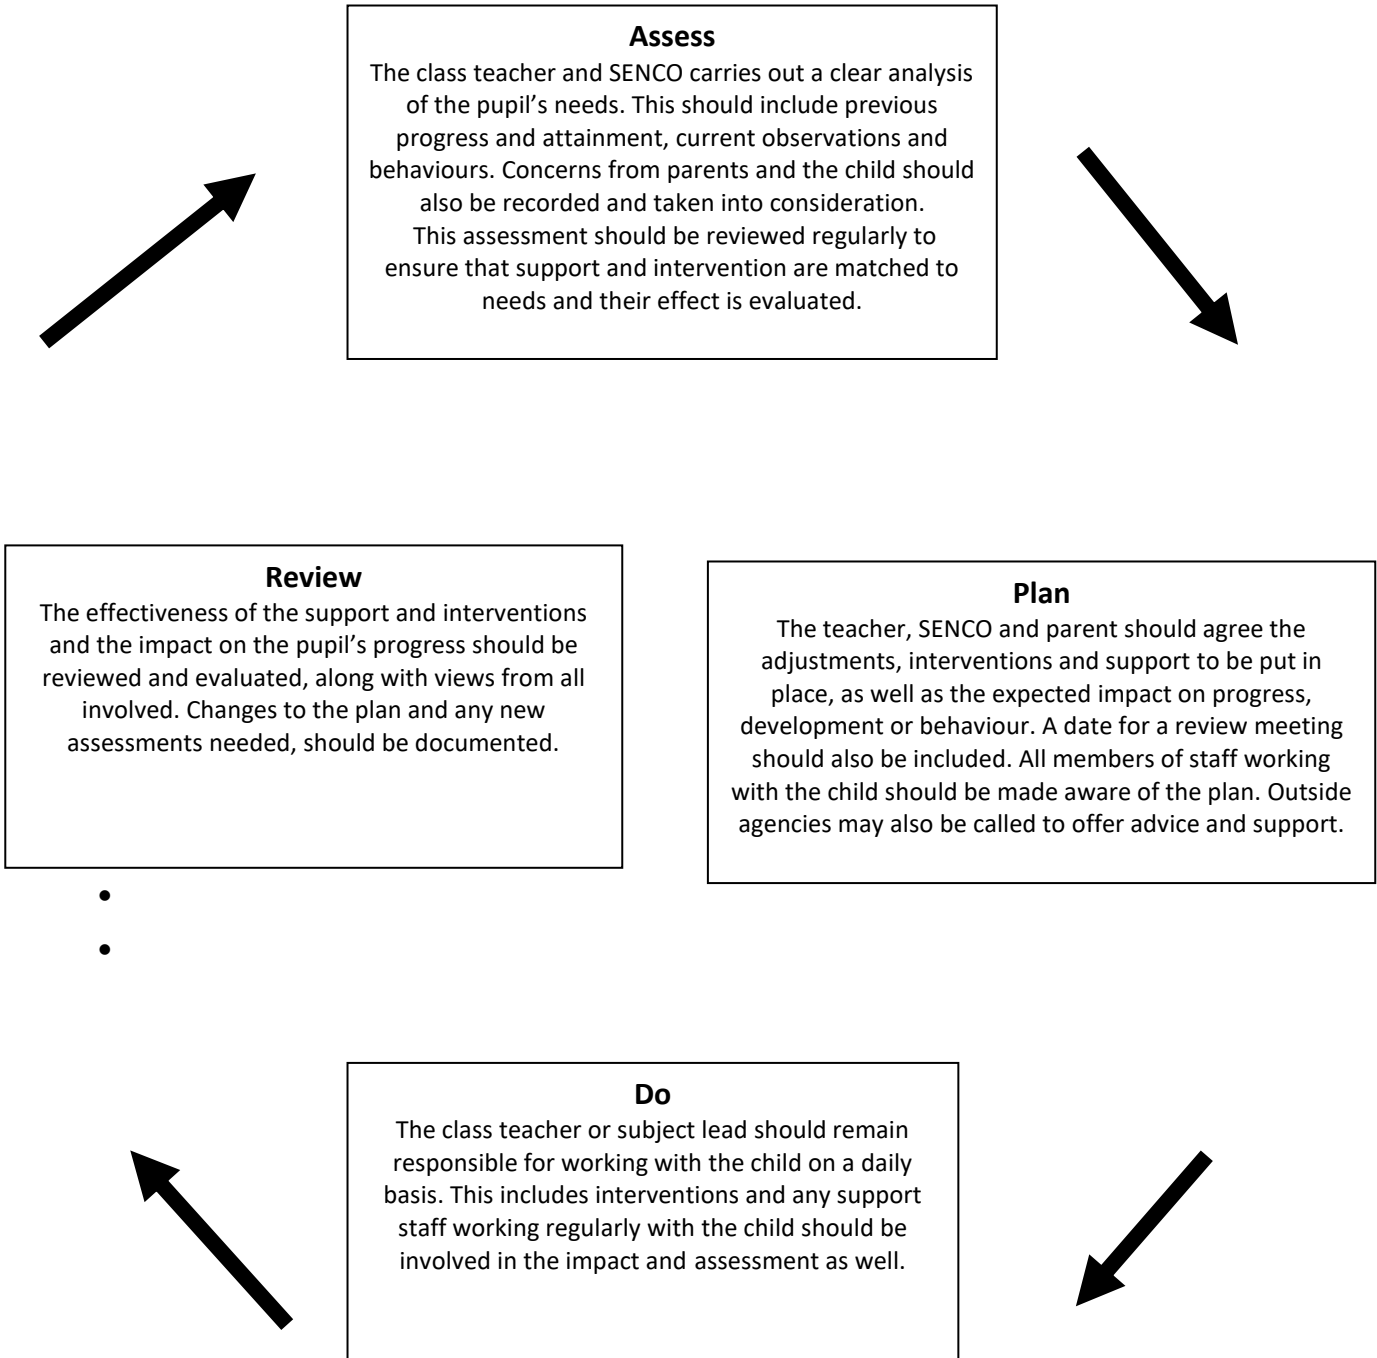 Assess
The class teacher and SENCO carries out a clear analysis
of the pupil’s needs. This should include previous
progress and attainment, current observations and
behaviours. Concerns from parents and the child should
also be recorded and taken into consideration.
This assessment should be reviewed regularly to
ensure that support and intervention are matched to
needs and their effect is evaluated.
Review
The effectiveness of the support and interventions
and the impact on the pupil’s progress should be
reviewed and evaluated, along with views from all
involved. Changes to the plan and any new
assessments needed, should be documented.
Plan
The teacher, SENCO and parent should agree the
adjustments, interventions and support to be put in
place, as well as the expected impact on progress,
development or behaviour. A date for a review meeting
should also be included. All members of staff working
with the child should be made aware of the plan. Outside
agencies may also be called to offer advice and support.
Do
The class teacher or subject lead should remain
responsible for working with the child on a daily
basis. This includes interventions and any support
staff working regularly with the child should be
involved in the impact and assessment as well.